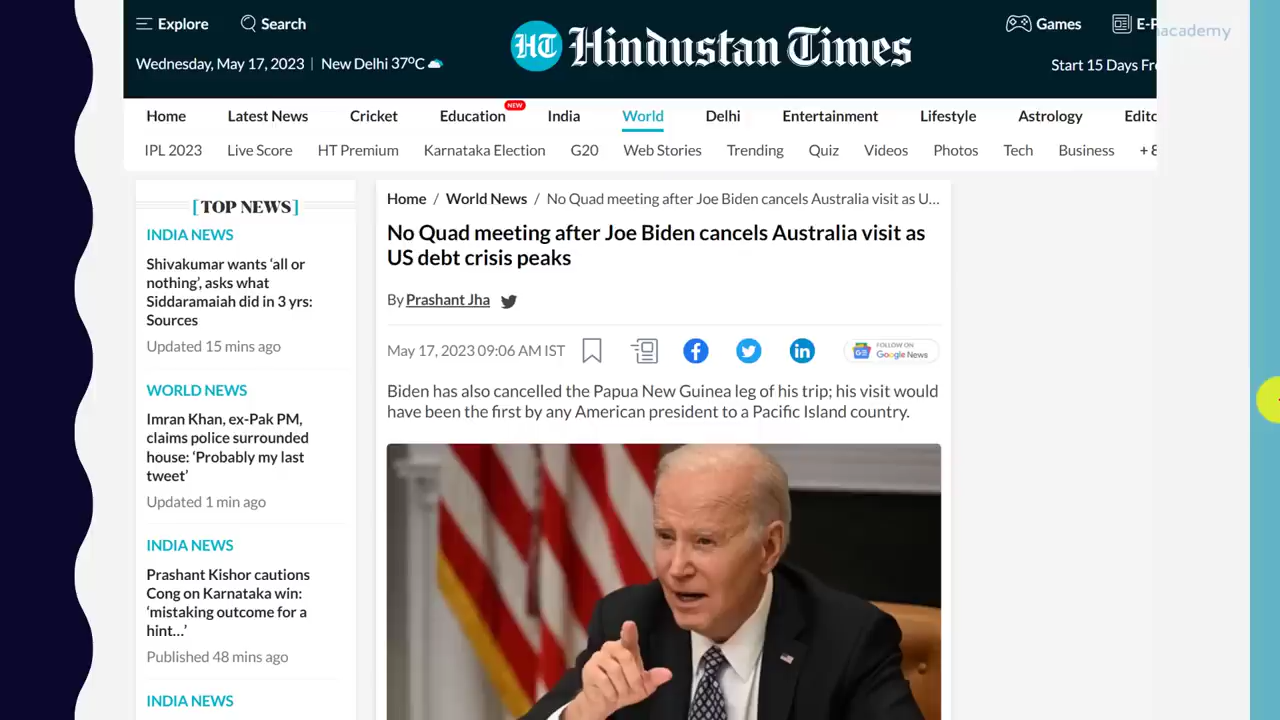 Explore
Search
Hindustan Times
HT
Games
Wednesday, May 17, 2023 | New Delhi 37°C
Start 15 Days
academy
Home
Latest News
Cricket
Education
NEW
India
World
Delhi
Entertainment
Lifestyle
Astrology
IPL 2023
Live Score
HT Premium
Karnataka Election
G20
Web Stories
Trending
Quiz
Videos
Photos
Tech
Business
+ 8
[TOP NEWS]
INDIA NEWS
Shivakumar wants ‘all or
nothing’, asks what
Siddaramaiah did in 3 yrs:
Sources
Updated 15 mins ago
WORLD NEWS
Imran Khan, ex-Pak PM,
claims police surrounded
house: ‘Probably my last
tweet’
Updated 1 min ago
INDIA NEWS
Prashant Kishor cautions
Cong on Karnataka win:
‘mistaking outcome for a
hint...’
Published 48 mins ago
INDIA NEWS
Home / World News / No Quad meeting after Joe Biden cancels Australia visit as U...
No Quad meeting after Joe Biden cancels Australia visit as
US debt crisis peaks
By Prashant Jha
May 17, 2023 09:06 AM IST
FOLLOW ON
Google News
Biden has also cancelled the Papua New Guinea leg of his trip; his visit would
have been the first by any American president to a Pacific Island country.